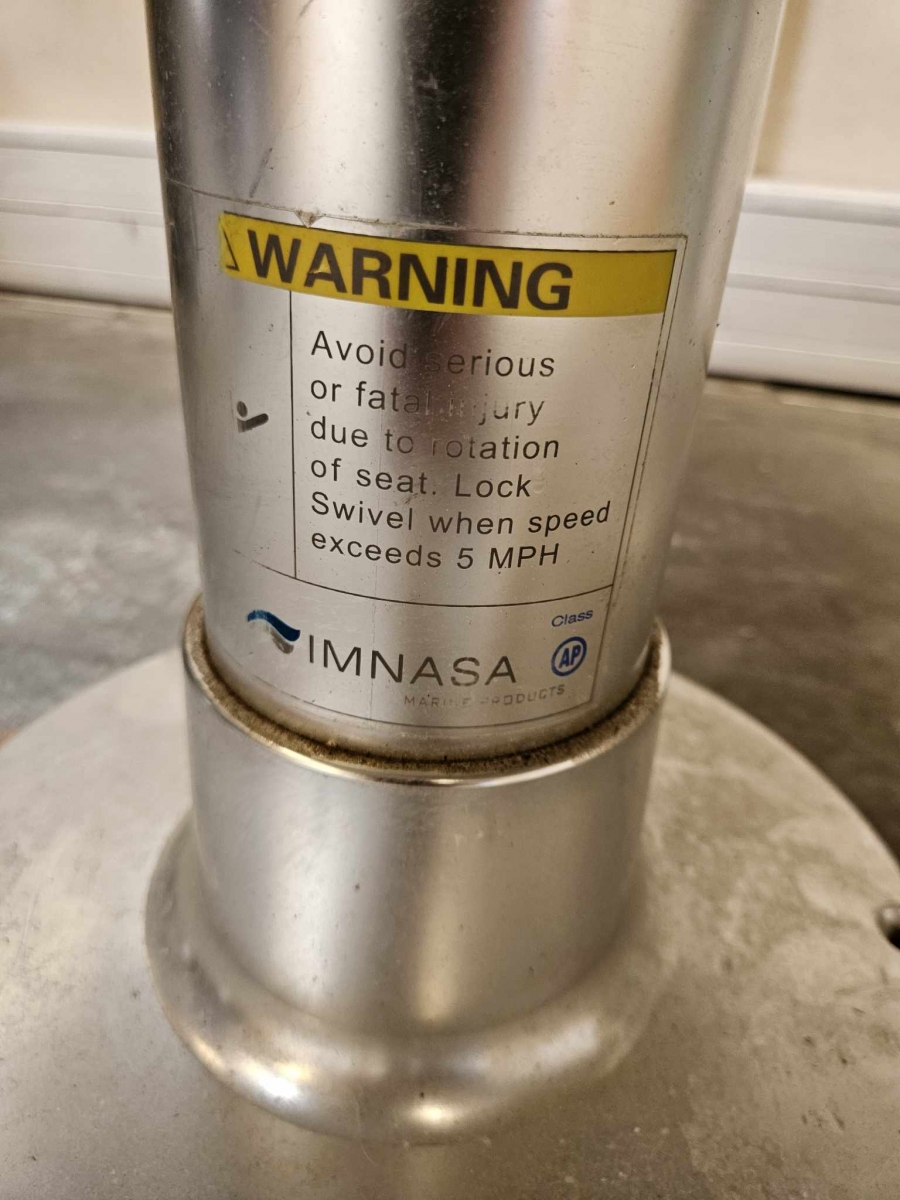 WARNING
Avoid serious
or fatal injury
due to rotation
of seat. Lock
Swivel when speed
exceeds 5 MPH
Class
IMNASA
AP
MARINE PRODUCTS